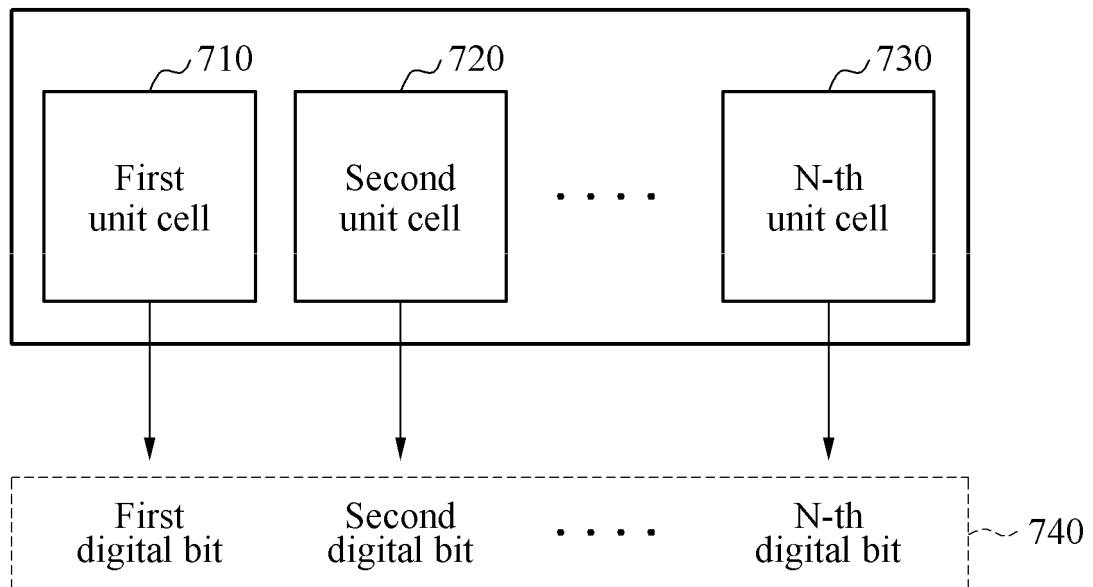 710
720
730
First
unit cell
Second
unit cell
. . . .
N-th
unit cell
First
digital bit
Second
digital bit
. . . .
N-th
digital bit
740